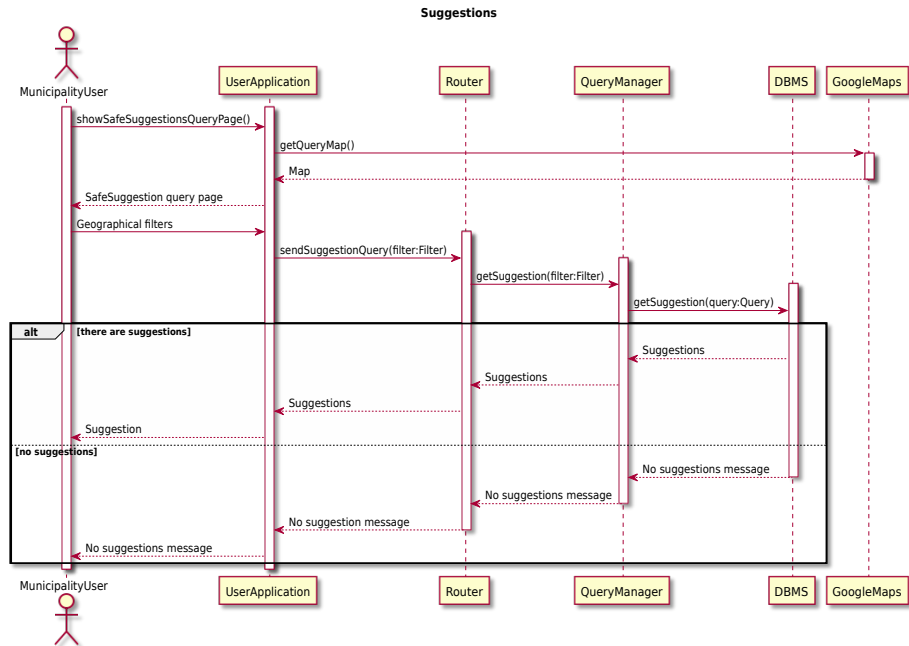 Suggestions
MunicipalityUser
UserApplication
Router
QueryManager
DBMS
GoogleMaps
showSafeSuggestionsQueryPage()
getQueryMap()
Map
SafeSuggestion query page
Geographical filters
sendSuggestionQuery(filter:Filter)
getSuggestion(filter:Filter)
getSuggestion(query:Query)
alt
[there are suggestions]
Suggestions
Suggestions
Suggestions
Suggestion
[no suggestions]
No suggestions message
No suggestions message
No suggestion message
No suggestions message
MunicipalityUser
UserApplication
Router
QueryManager
DBMS
GoogleMaps